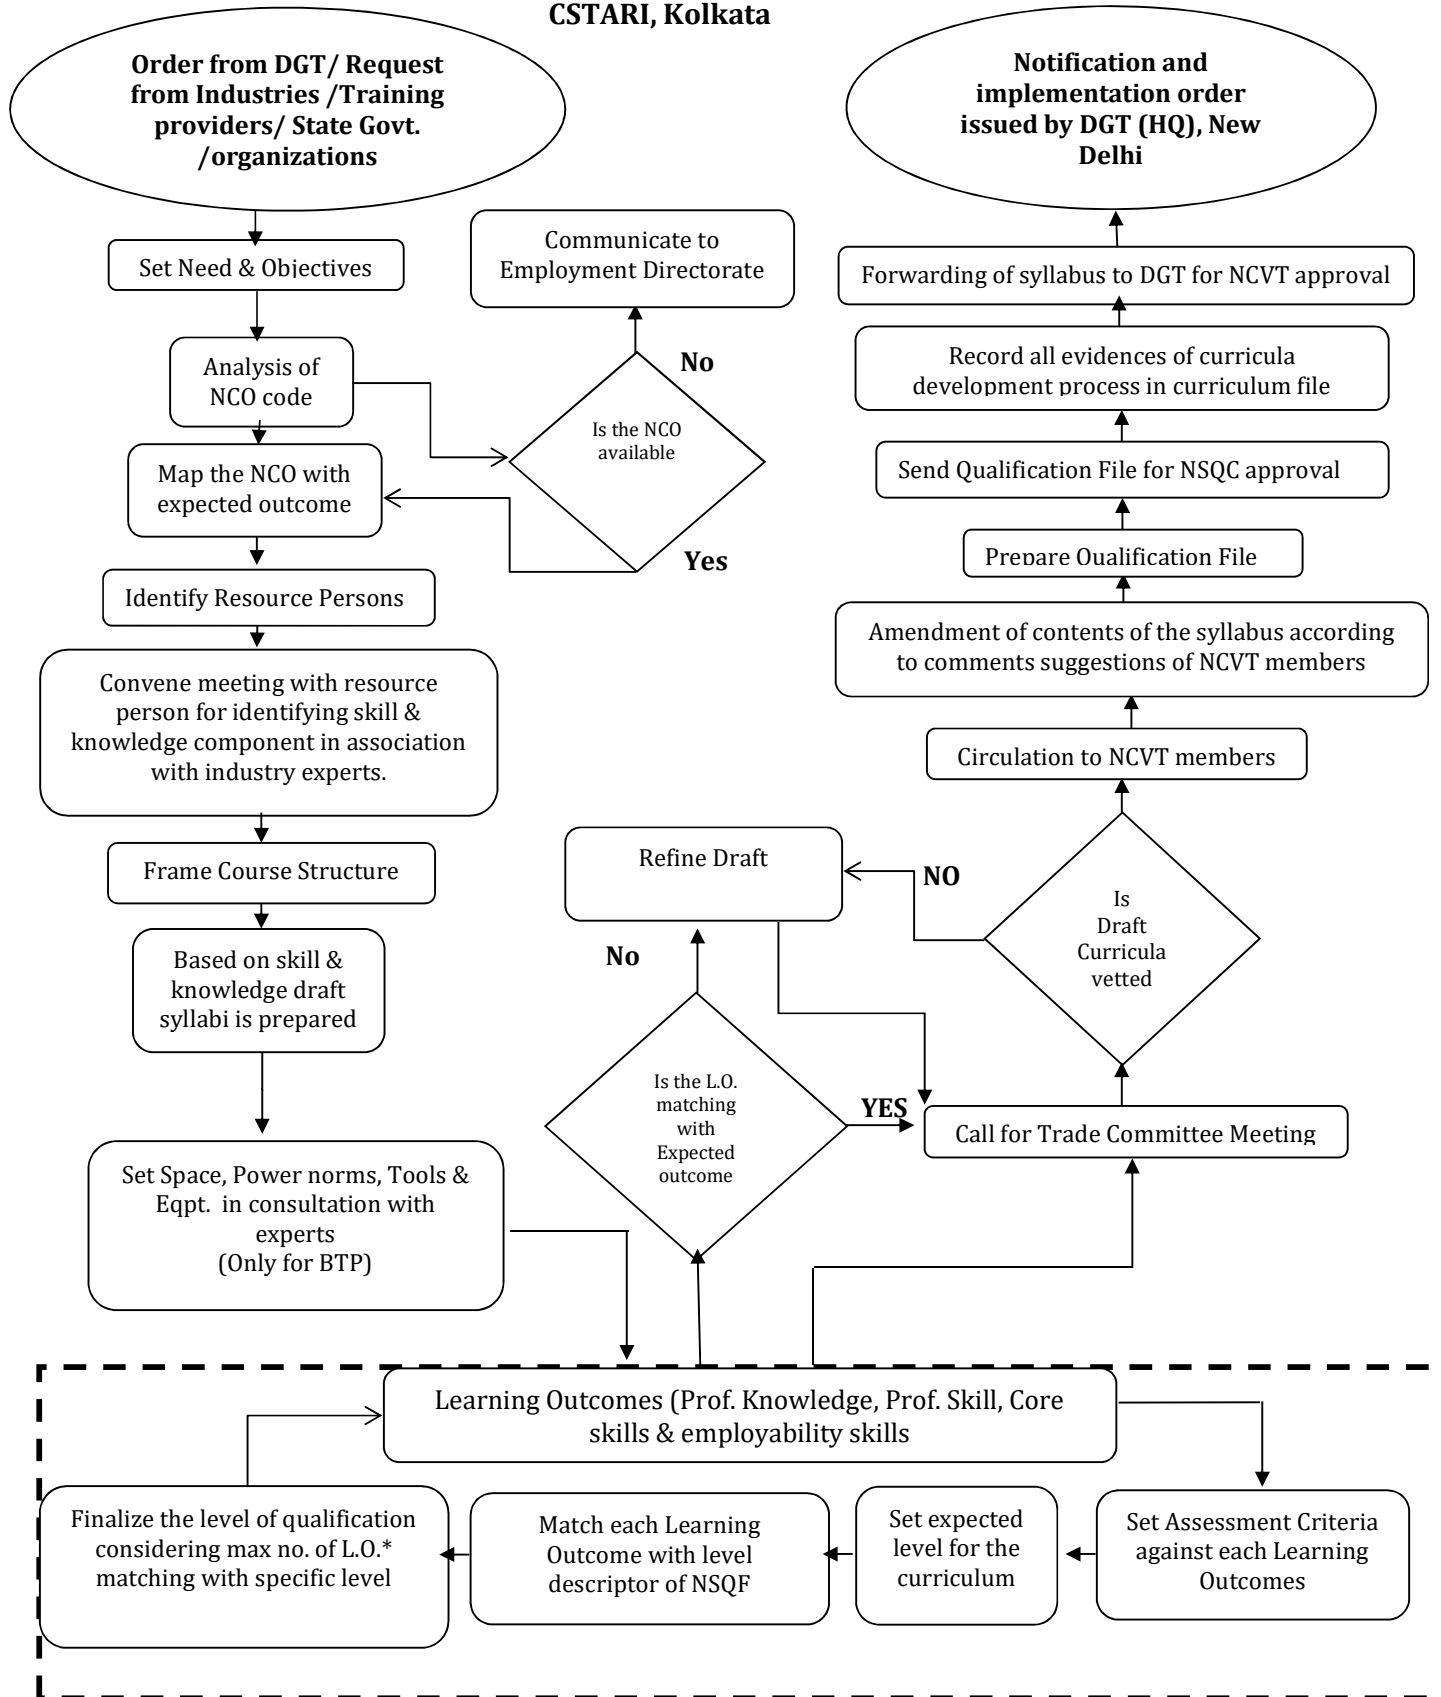 CSTARI, Kolkata
Order from DGT/ Request
from Industries /Training
providers/ State Govt.
/organizations
Notification and
implementation order
issued by DGT (HQ), New
Delhi
Set Need & Objectives
Communicate to
Employment Directorate
Forwarding of syllabus to DGT for NCVT approval
Analysis of
NCO code
No
Is the NCO
available
Yes
Record all evidences of curricula
development process in curriculum file
Map the NCO with
expected outcome
Send Qualification File for NSQC approval
Identify Resource Persons
Prepare Qualification File
Convene meeting with resource
person for identifying skill &
knowledge component in association
with industry experts.
Amendment of contents of the syllabus according
to comments suggestions of NCVT members
Circulation to NCVT members
Frame Course Structure
Refine Draft
NO
Is
Draft
Curricula
vetted
Based on skill &
knowledge draft
syllabi is prepared
No
Is the L.O.
matching
with
Expected
outcome
YES
Call for Trade Committee Meeting
Set Space, Power norms, Tools &
Eqpt. in consultation with
experts
(Only for BTP)
Learning Outcomes (Prof. Knowledge, Prof. Skill, Core
skills & employability skills
Finalize the level of qualification
considering max no. of L.O.*
matching with specific level
Match each Learning
Outcome with level
descriptor of NSQF
Set expected
level for the
curriculum
Set Assessment Criteria
against each Learning
Outcomes